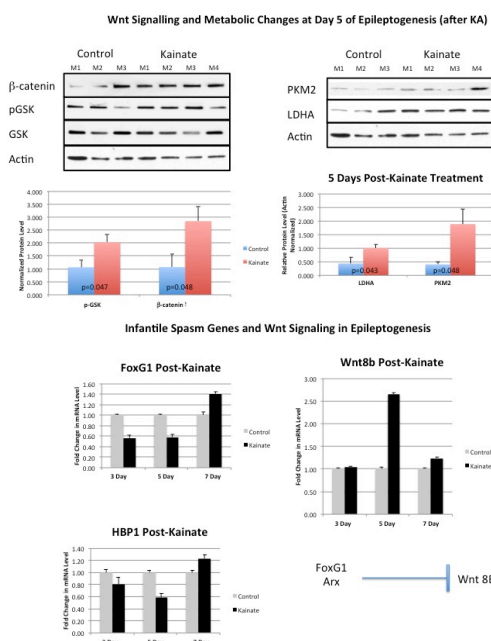 Wnt Signalling and Metabolic Changes at Day 5 of Epileptogenesis (after KA)
Control Kainate
M1 M2 M3 M1 M2 M3 M4
β-catenin
pGSK
GSK
Actin
Control Kainate
M1 M2 M3 M1 M2 M3 M4
PKM2
LDHA
Actin
4.000
3.500
3.000
2.500
2.000
1.500
1.000
0.500
0.000
Normalized Protein Level
p=0.047
p=0.048
p-GSK
β-catenin
Control
Kainate
5 Days Post-Kainate Treatment
3.000
2.500
2.000
1.500
1.000
0.500
0.000
Relative Protein Level (Actin
Normalized)
p=0.043
p=0.048
LDHA
PKM2
Infantile Spasm Genes and Wnt Signaling in Epileptogenesis
FoxG1 Post-Kainate
1.60
1.40
1.20
1.00
0.80
0.60
0.40
0.20
0.00
Fold Change in mRNA Level
3 Day 5 Day 7 Day
Control
Kainate
Wnt8b Post-Kainate
3.00
2.50
2.00
1.50
1.00
0.50
0.00
Fold Change in mRNA Level
3 Day 5 Day 7 Day
Control
Kainate
HBP1 Post-Kainate
1.40
1.20
1.00
0.80
0.60
0.40
0.20
0.00
Fold Change in mRNA Level
Control
Kainate
FoxG1
Arx
Wnt 8B